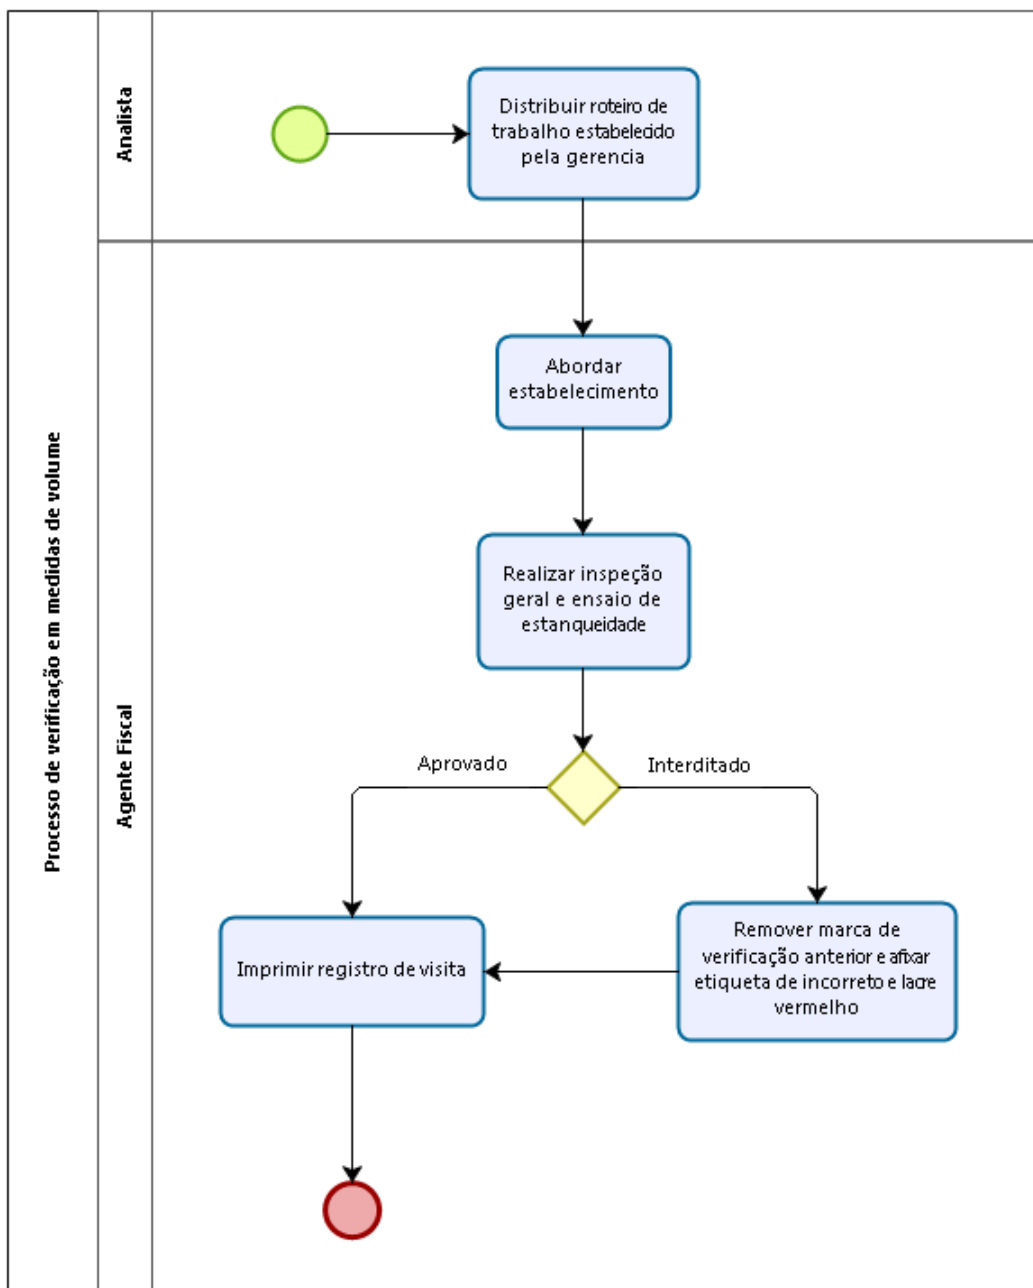 Processo de verificação em medidas de volume
Analista
Distribuir roteiro de
trabalho estabelecido
pela gerencia
Agente Fiscal
Abordar
estabelecimento
Realizar inspeção
geral e ensaio de
estanqueidade
Aprovado
Interditado
Imprimir registro de visita
Remover marca de
verificação anterior e afixar
etiqueta de incorreto e lacre
vermelho